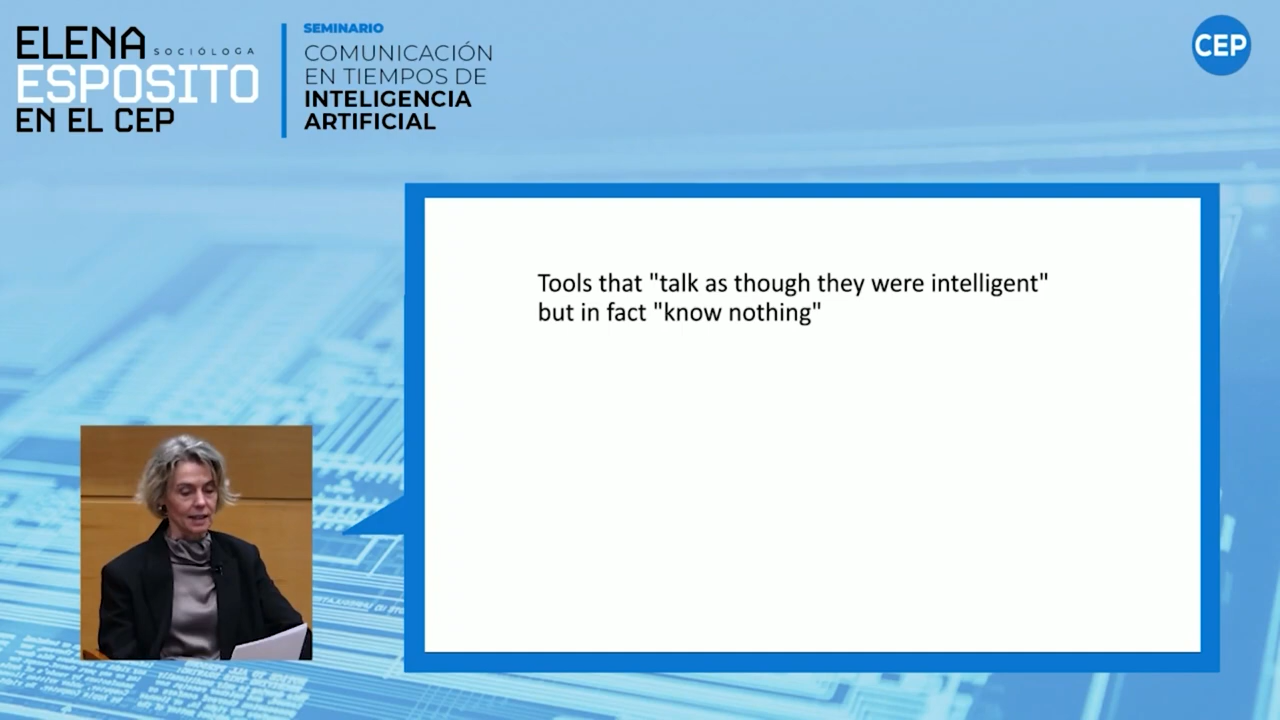 ELENA SOCIÓLOGA
ESPOSITO
EN EL CEP
SEMINARIO
COMUNICACIÓN
EN TIEMPOS DE
INTELIGENCIA
ARTIFICIAL
CEP
Tools that "talk as though they were intelligent"
but in fact "know nothing"